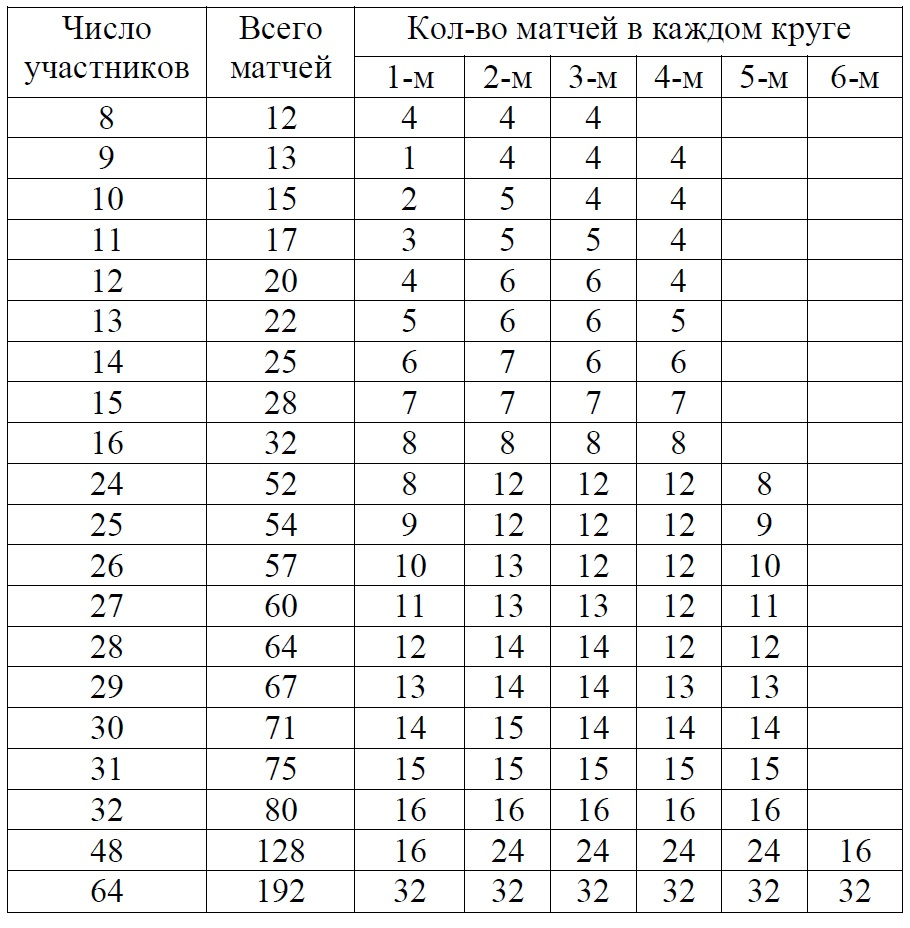 Число участников Всего матчей Кол-во матчей в каждом круге
1-м 2-м 3-м 4-м 5-м 6-м
8 12 4 4 4
9 13 1 4 4 4
10 15 2 5 4 4
11 17 3 5 5 4
12 20 4 6 6 4
13 22 5 6 6 5
14 25 6 7 6 6
15 28 7 7 7 7
16 32 8 8 8 8
24 52 8 12 12 12 8
25 54 9 12 12 12 9
26 57 10 13 12 12 10
27 60 11 13 13 12 11
28 64 12 14 14 12 12
29 67 13 14 14 13 13
30 71 14 15 14 14 14
31 75 15 15 15 15 15
32 80 16 16 16 16 16
48 128 16 24 24 24 24 16
64 192 32 32 32 32 32 32